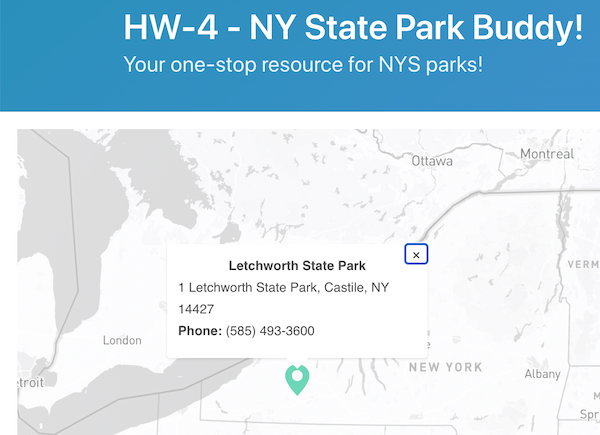 HW-4 - NY State Park Buddy!
Your one-stop resource for NYS parks!
Ottawa
Montreal
×
Letchworth State Park
1 Letchworth State Park, Castile, NY
14427
Phone: (585) 493-3600
VERM
London
e
NEW YORK
Albany
etroit
M
Spr